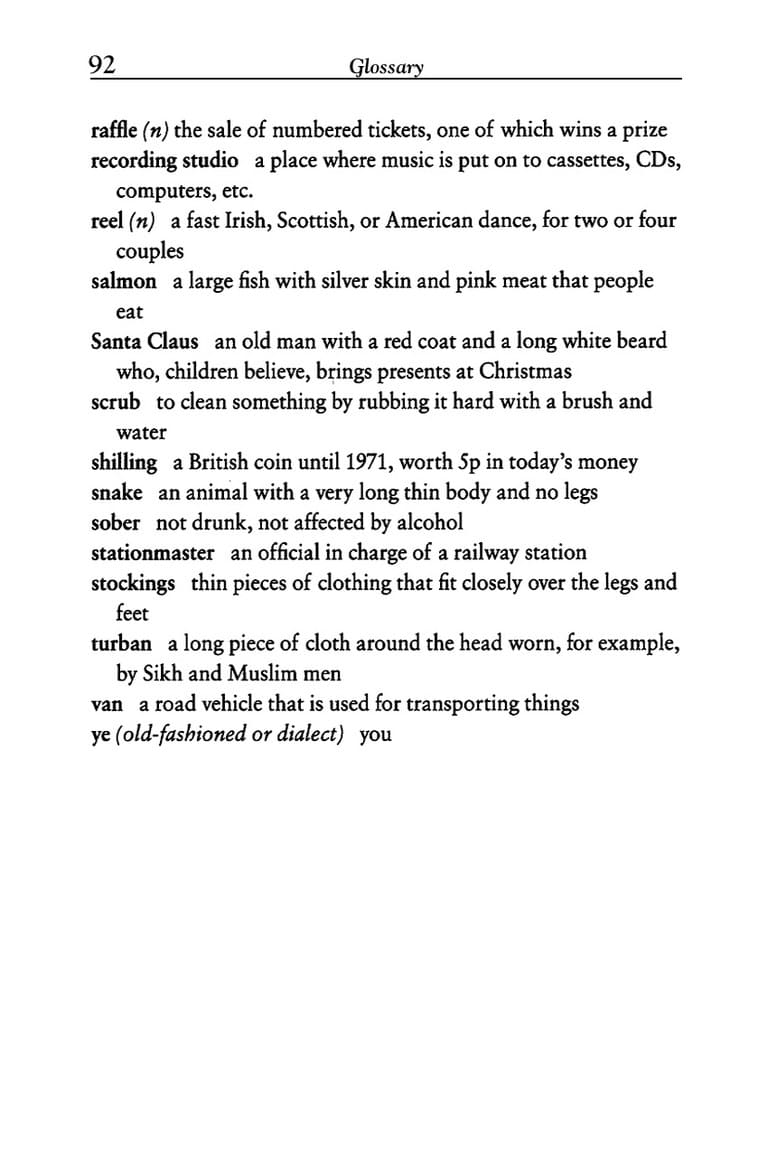 92
Glossary
raffle (n) the sale of numbered tickets, one of which wins a prize
recording studio a place where music is put on to cassettes, CDs,
computers, etc.
reel (n) a fast Irish, Scottish, or American dance, for two or four
couples
salmon a large fish with silver skin and pink meat that people
eat
Santa Claus an old man with a red coat and a long white beard
who, children believe, brings presents at Christmas
scrub to clean something by rubbing it hard with a brush and
water
shilling a British coin until 1971, worth 5p in today's money
snake an animal with a very long thin body and no legs
sober not drunk, not affected by alcohol
stationmaster an official in charge of a railway station
stockings thin pieces of clothing that fit closely over the legs and
feet
turban a long piece of cloth around the head worn, for example,
by Sikh and Muslim men
van a road vehicle that is used for transporting things
ye (old-fashioned or dialect) you